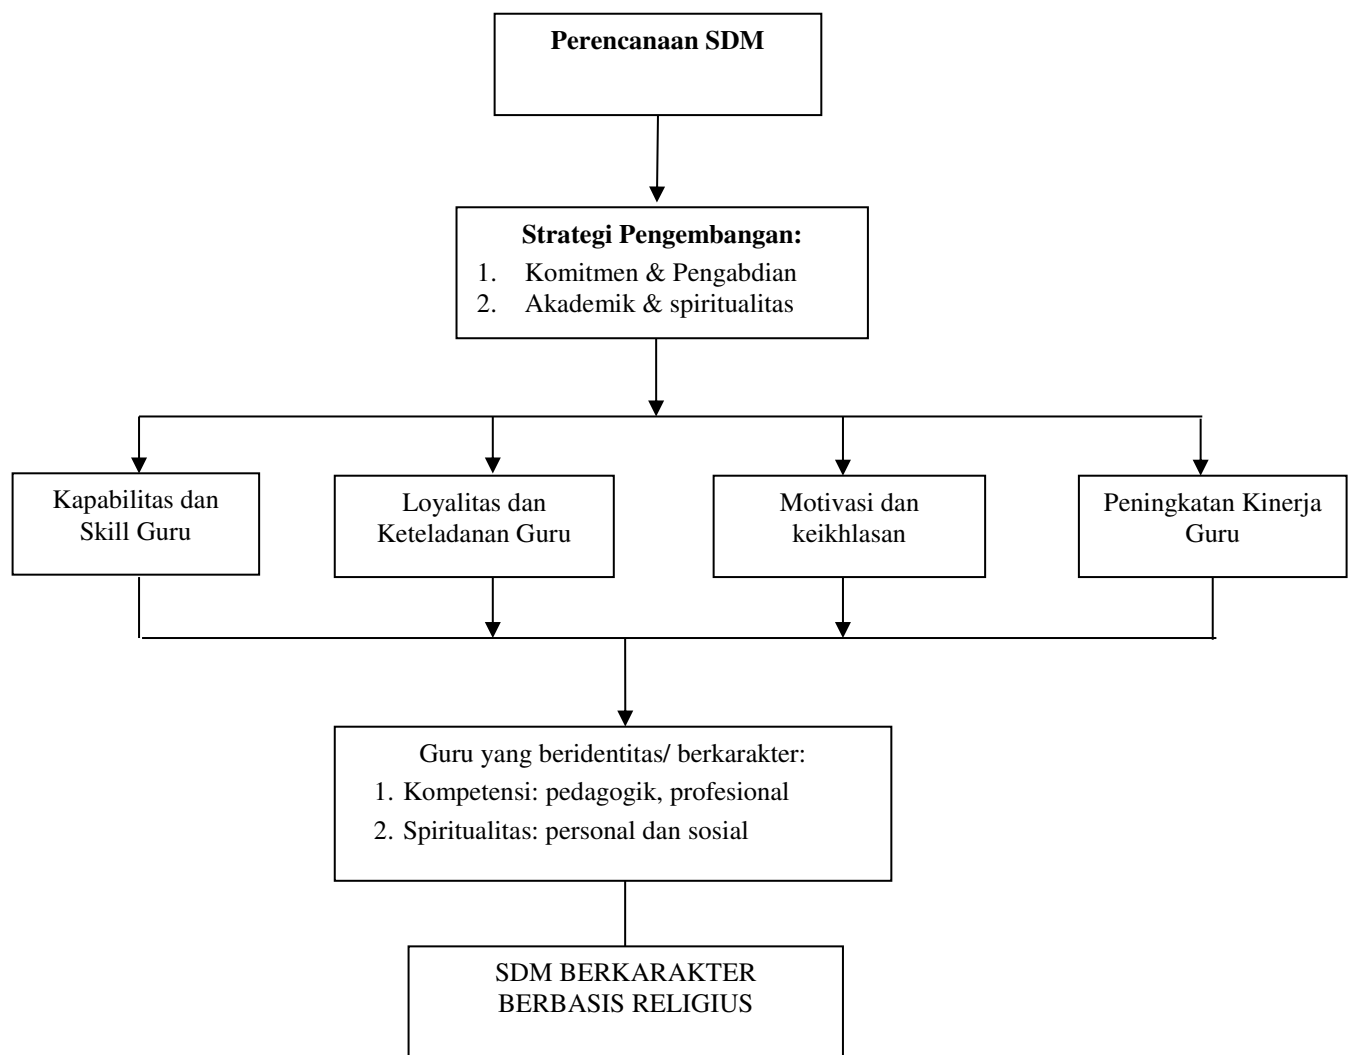 Perencanaan SDM
Strategi Pengembangan:
1. Komitmen & Pengabdian
2. Akademik & spiritualitas
Kapabilitas dan
Skill Guru
Loyalitas dan
Keteladanan Guru
Motivasi dan
keikhlasan
Peningkatan Kinerja
Guru
Guru yang beridentitas/ berkarakter:
1. Kompetensi: pedagogik, profesional
2. Spiritualitas: personal dan sosial
SDM BERKARAKTER
BERBASIS RELIGIUS